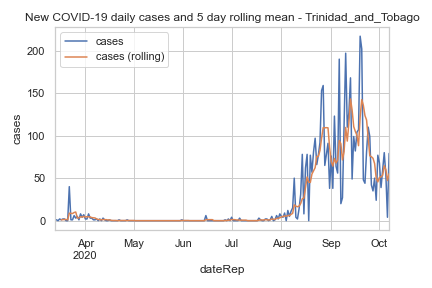 New COVID-19 daily cases and 5 day rolling mean - Trinidad_and_Tobago
cases
cases (rolling)
cases
200
150
100
50
0
Apr
2020
May
Jun
Jul
Aug
Sep
Oct
dateRep